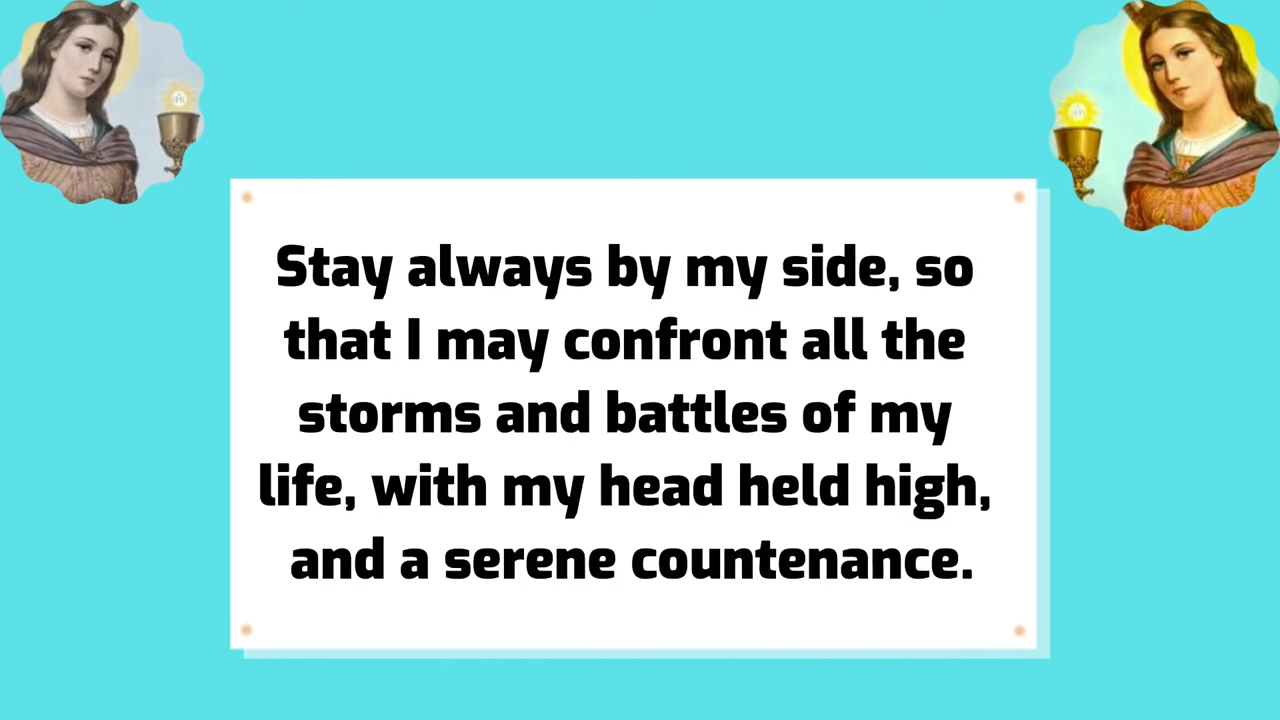 Stay always by my side, so
that I may confront all the
storms and battles of my
life, with my head held high,
and a serene countenance.